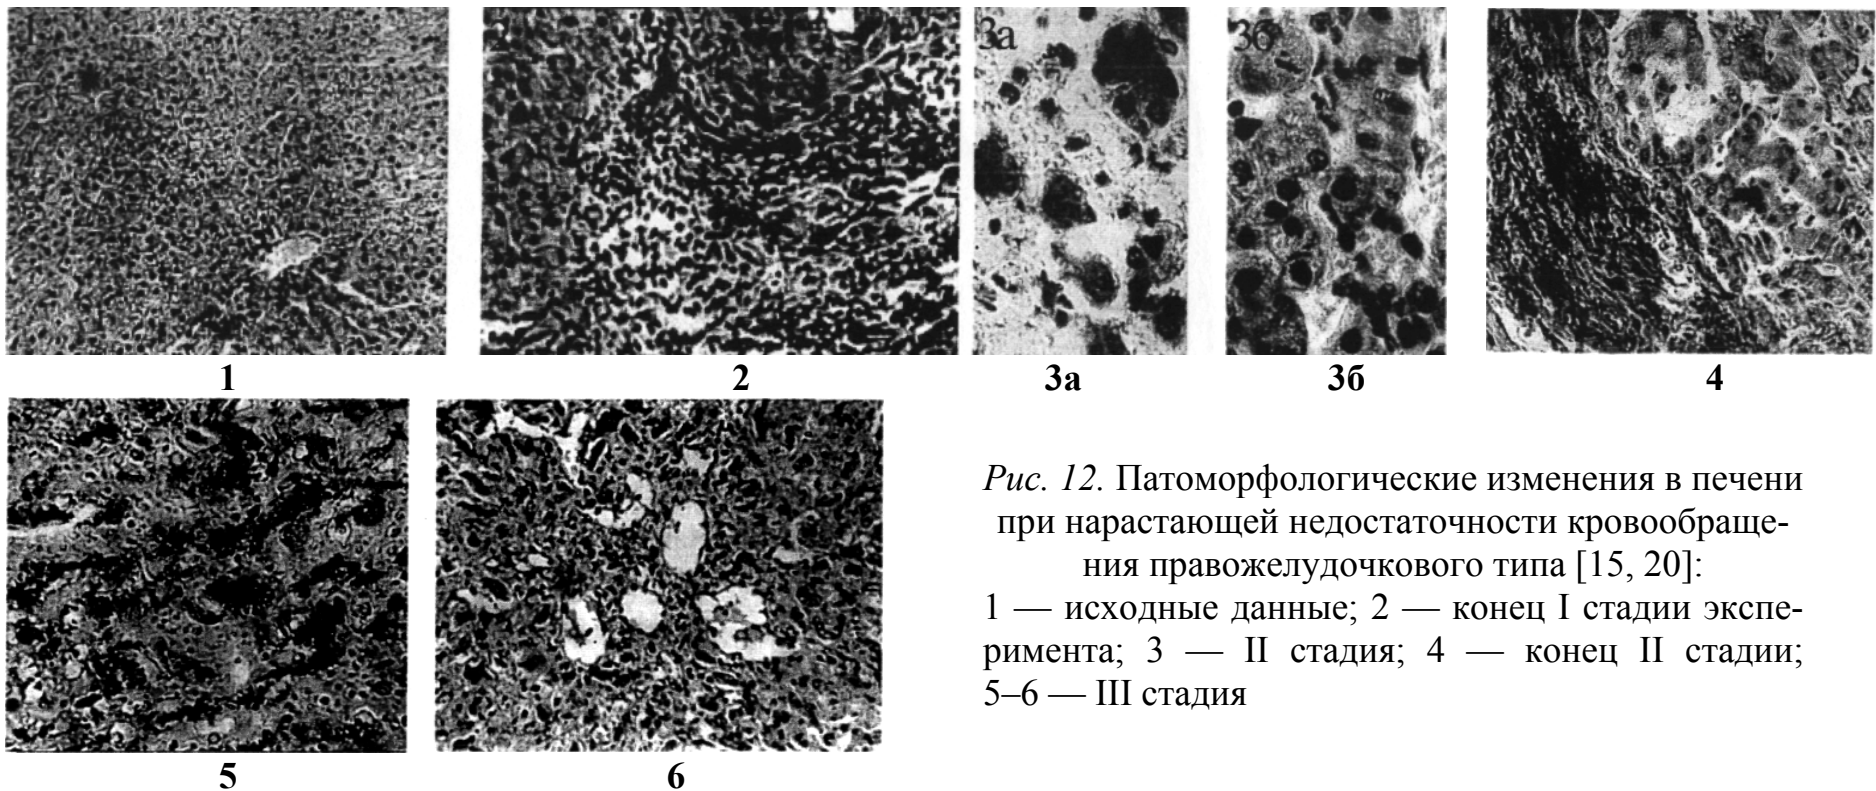 3а
3б
1
2
3а
3б
4
5
6
Рис. 12. Патоморфологические изменения в печени
при нарастающей недостаточности кровообраще-
ния правожелудочкового типа [15, 20]:
1 — исходные данные; 2 — конец I стадии экспе-
римента; 3 — II стадия; 4 — конец II стадии;
5–6 — III стадия